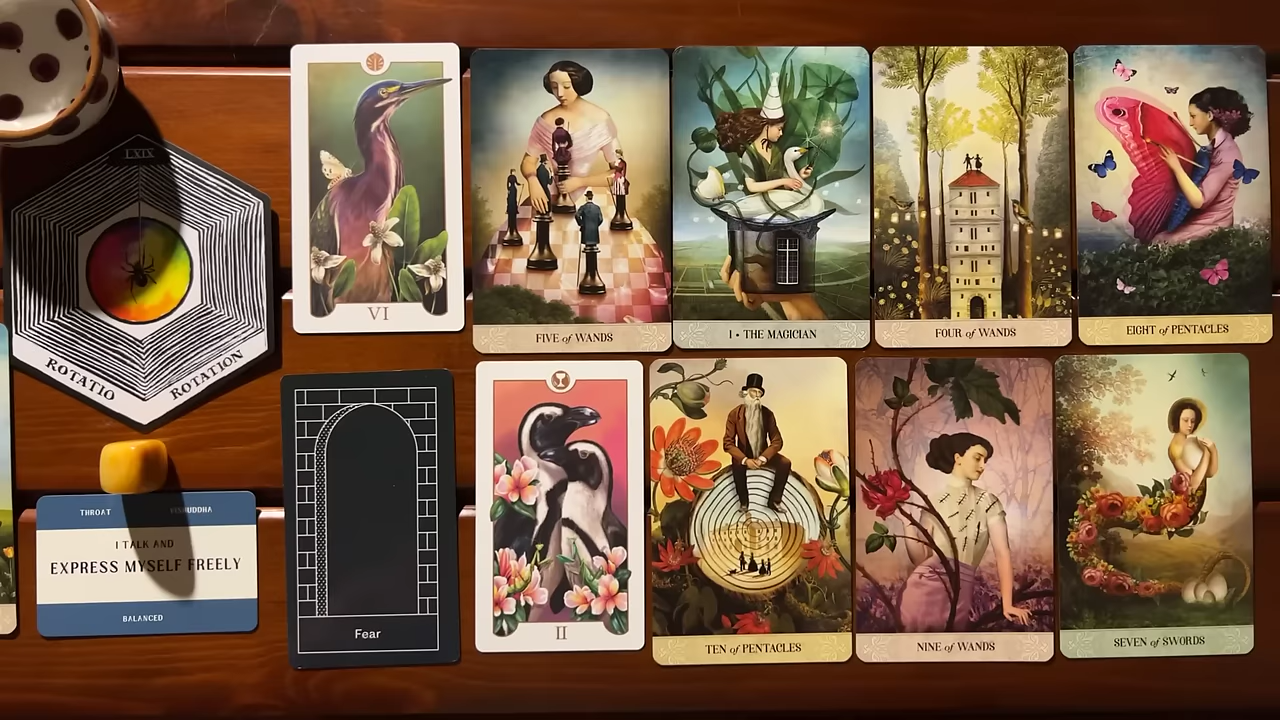 LXIX
ROTATIO
ROTATION
VI
FIVE of WANDS
I • THE MAGICIAN
FOUR of WANDS
EIGHT of PENTACLES
THROAT
VISHUDDHA
I TALK AND
EXPRESS MYSELF FREELY
BALANCED
Fear
II
TEN of PENTACLES
NINE of WANDS
SEVEN of SWORDS